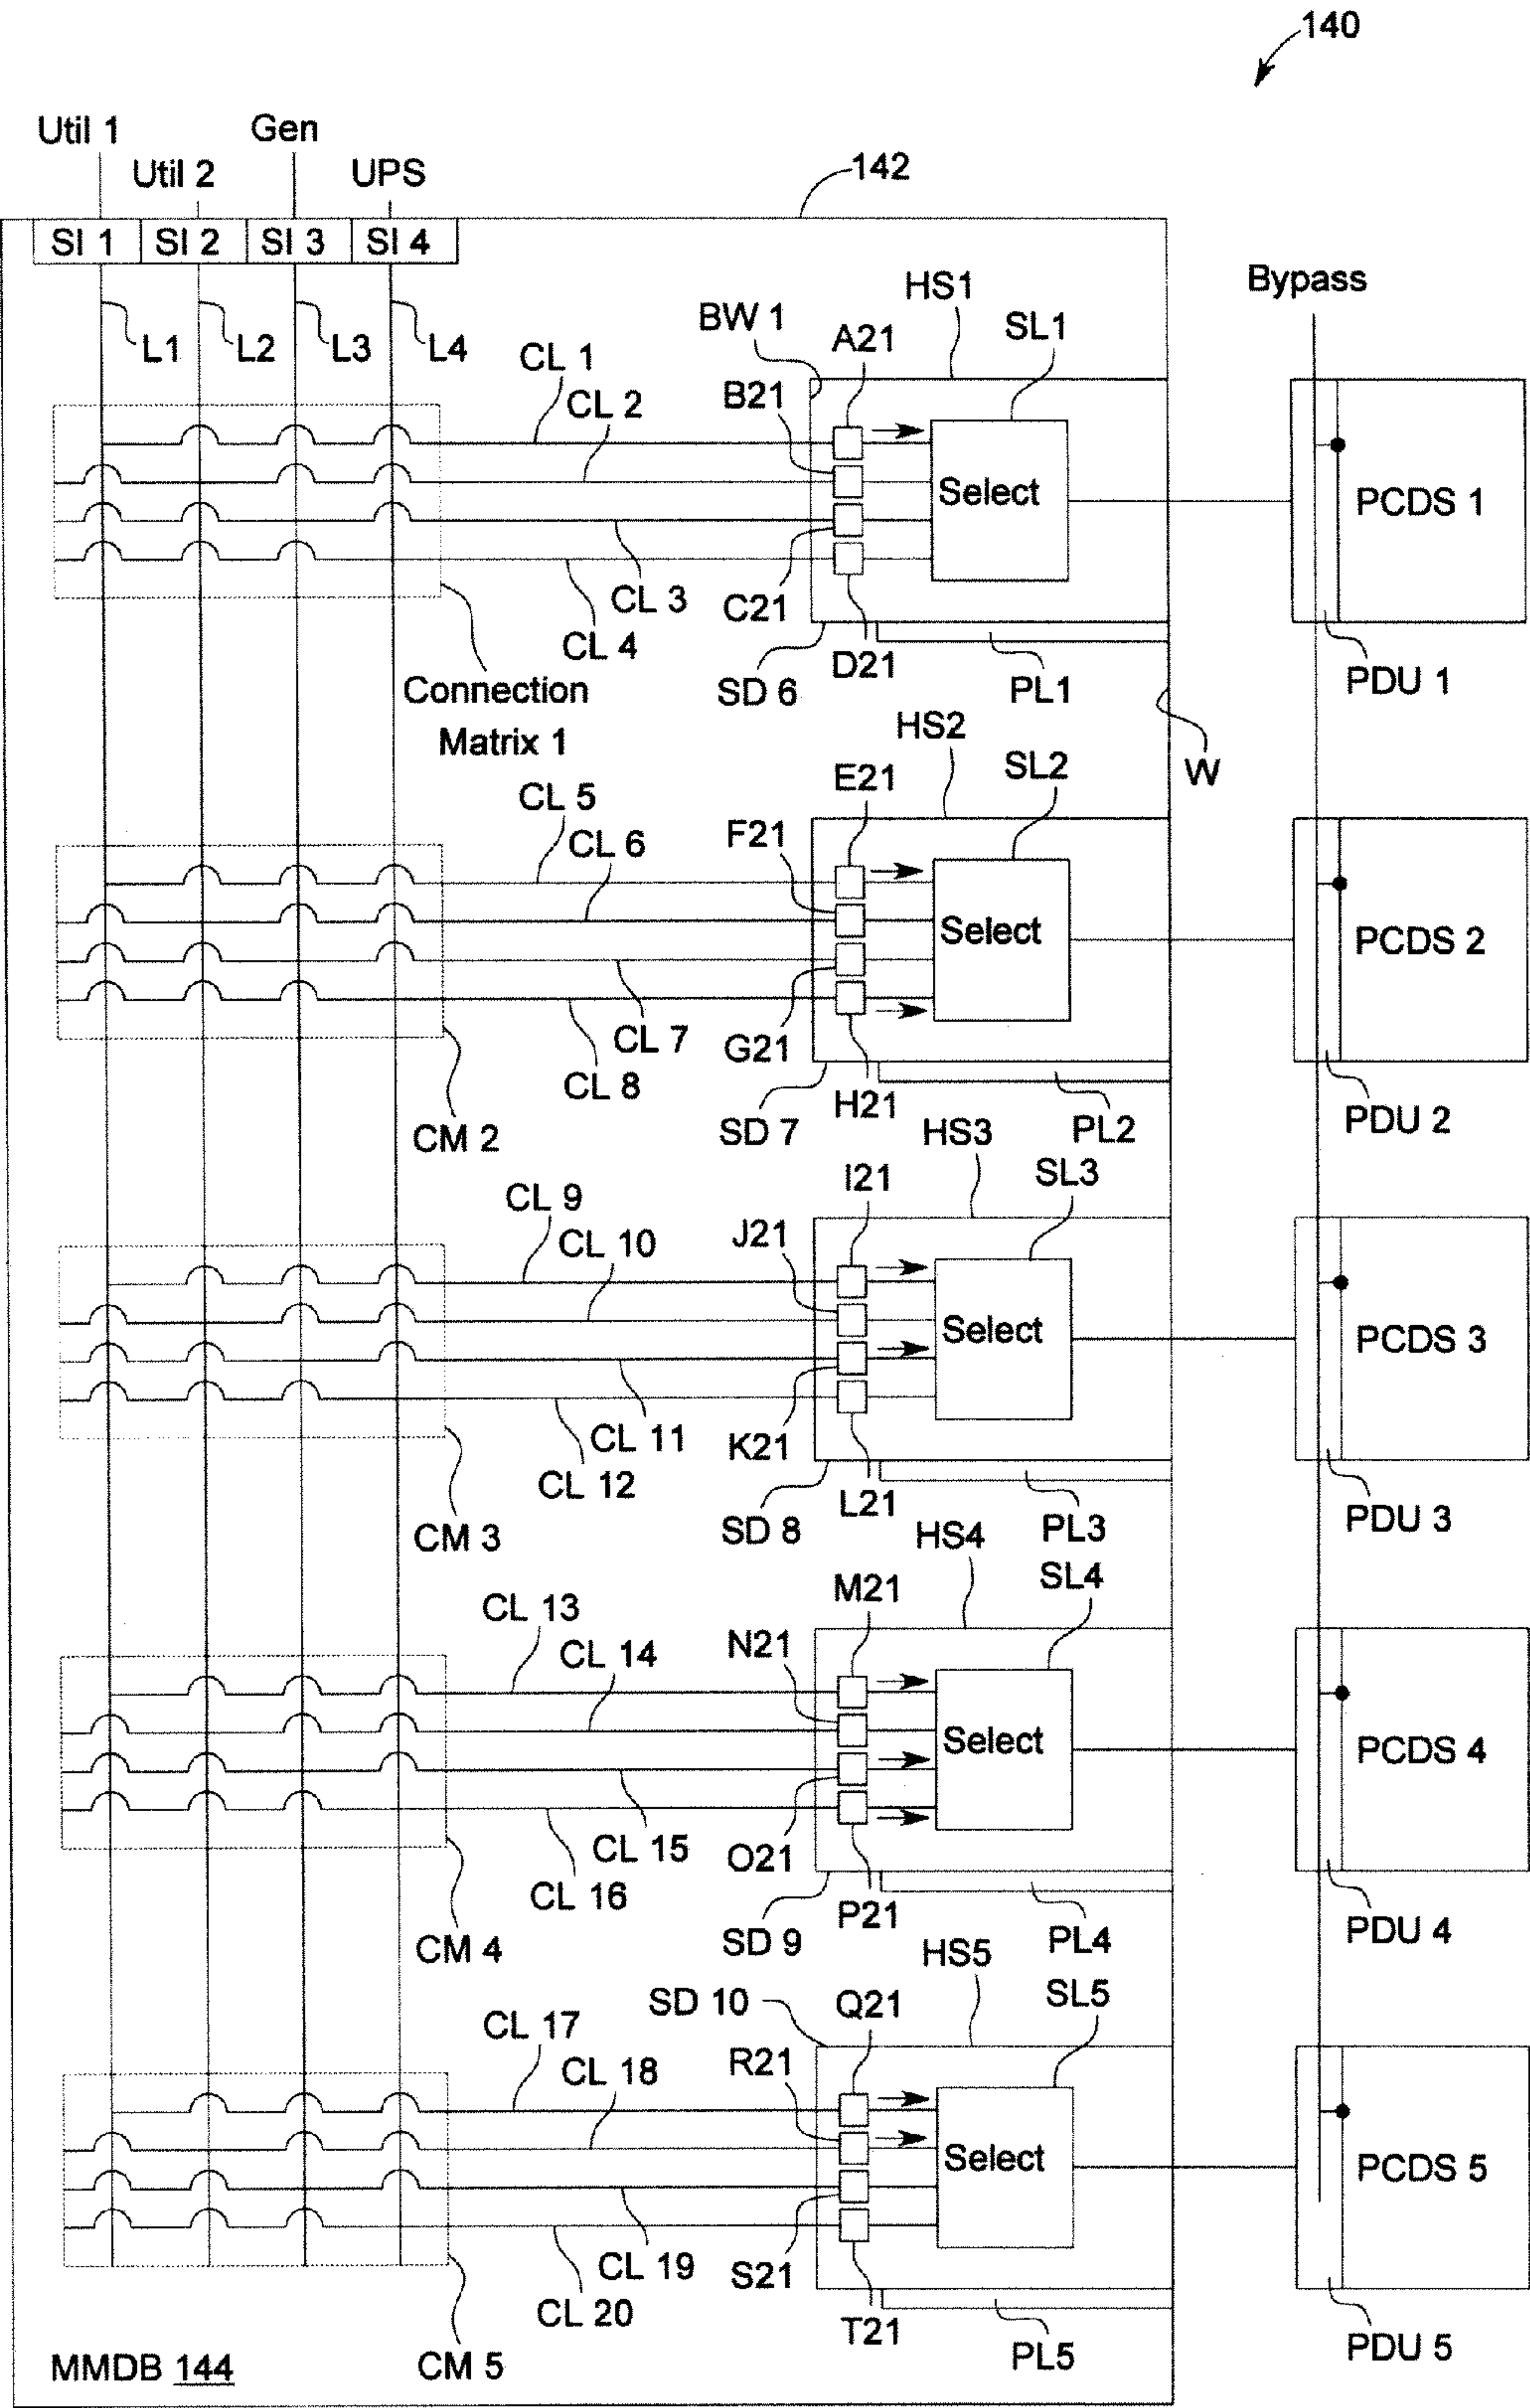 140
Util 1
Gen
Util 2
UPS
142
SI 1
SI 2
SI 3
SI 4
Bypass
HS1
BW 1
SL1
A21
L1
L2
L3
L4
CL 1
CL 2
B21
Select
PCDS 1
CL 3
C21
CL 4
D21
SD 6
PL1
PDU 1
Connection
Matrix 1
HS2
W
E21
SL2
CL 5
F21
CL 6
Select
PCDS 2
CL 7
G21
CL 8
H21
SD 7
PL2
PDU 2
CM 2
HS3
I21
SL3
CL 9
J21
CL 10
Select
PCDS 3
CL 11
K21
CL 12
L21
SD 8
PL3
PDU 3
CM 3
HS4
M21
SL4
CL 13
N21
CL 14
Select
PCDS 4
CL 15
O21
CL 16
P21
SD 9
PL4
PDU 4
CM 4
HS5
SD 10
Q21
SL5
CL 17
R21
CL 18
Select
PCDS 5
CL 19
S21
CL 20
T21
PL5
PDU 5
MMDB 144
CM 5